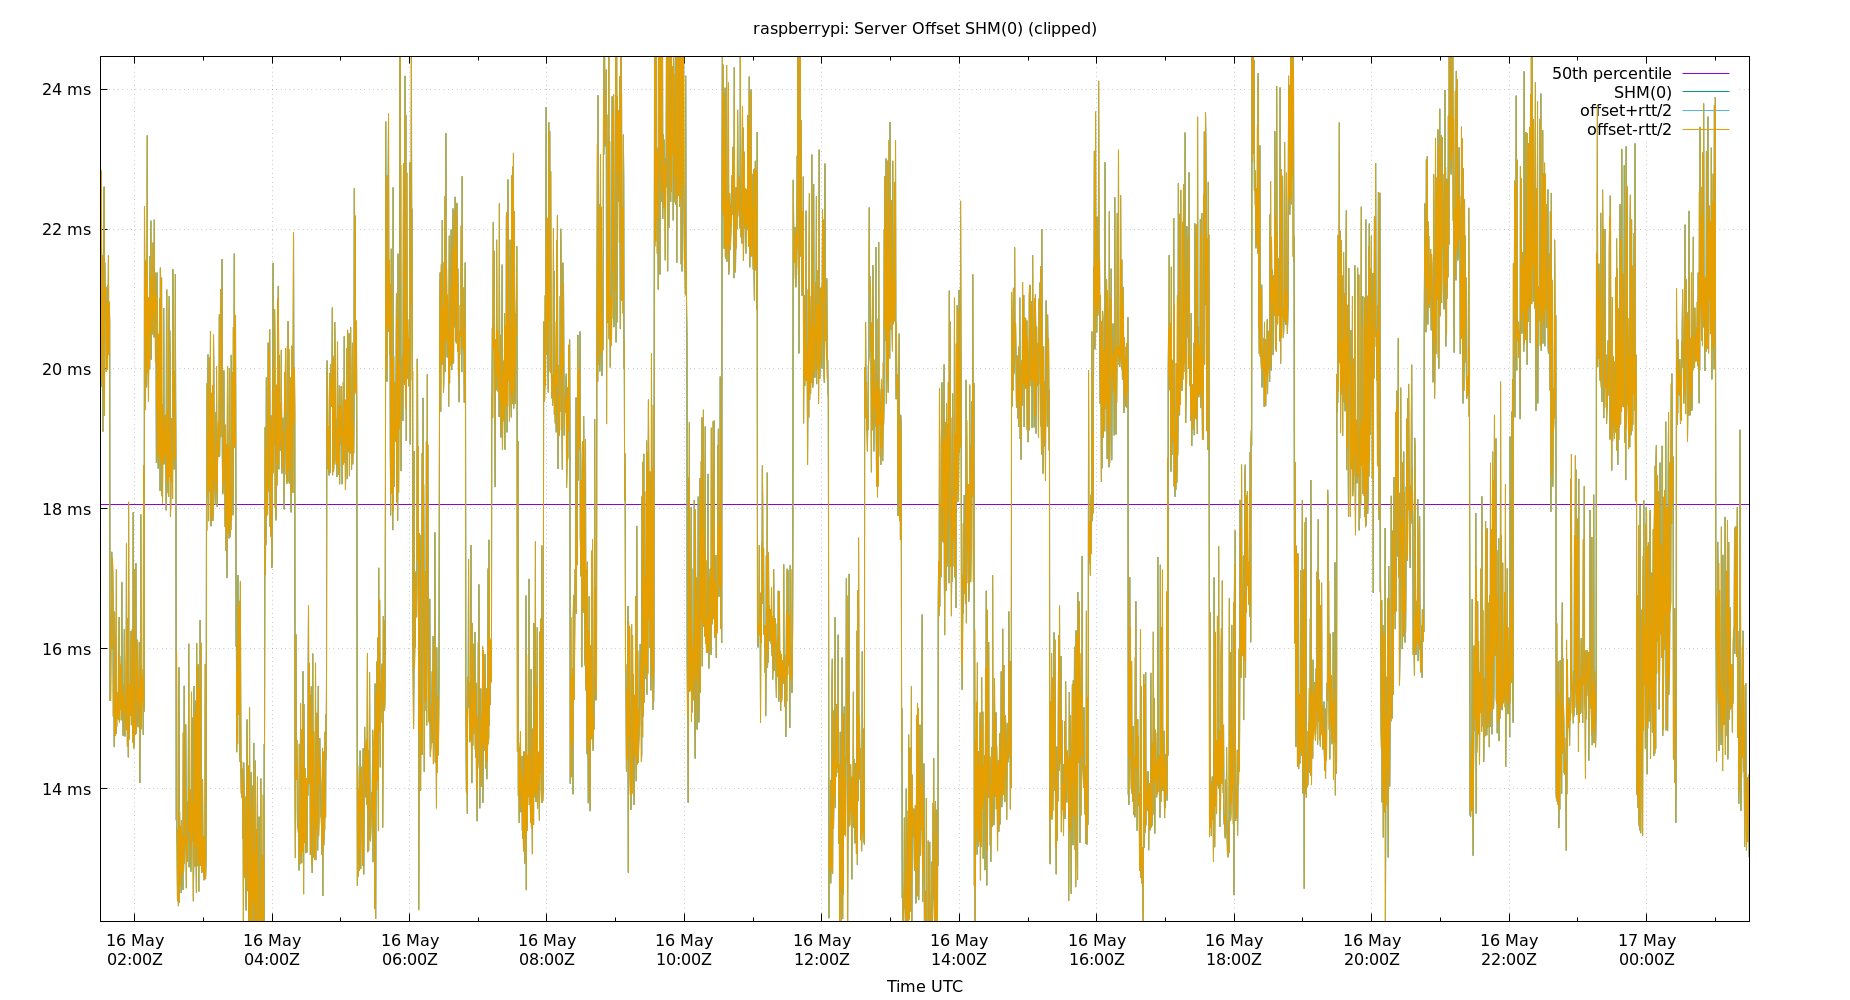 raspberrypi: Server Offset SHM(0) (clipped)
50th percentile
SHM(0)
offset+rtt/2
offset-rtt/2
24 ms
22 ms
20 ms
18 ms
16 ms
14 ms
16 May 16 May 16 May 16 May 16 May 16 May 16 May 16 May 16 May 16 May 16 May 17 May
02:00Z 04:00Z 06:00Z 08:00Z 10:00Z 12:00Z 14:00Z 16:00Z 18:00Z 20:00Z 22:00Z 00:00Z
Time UTC